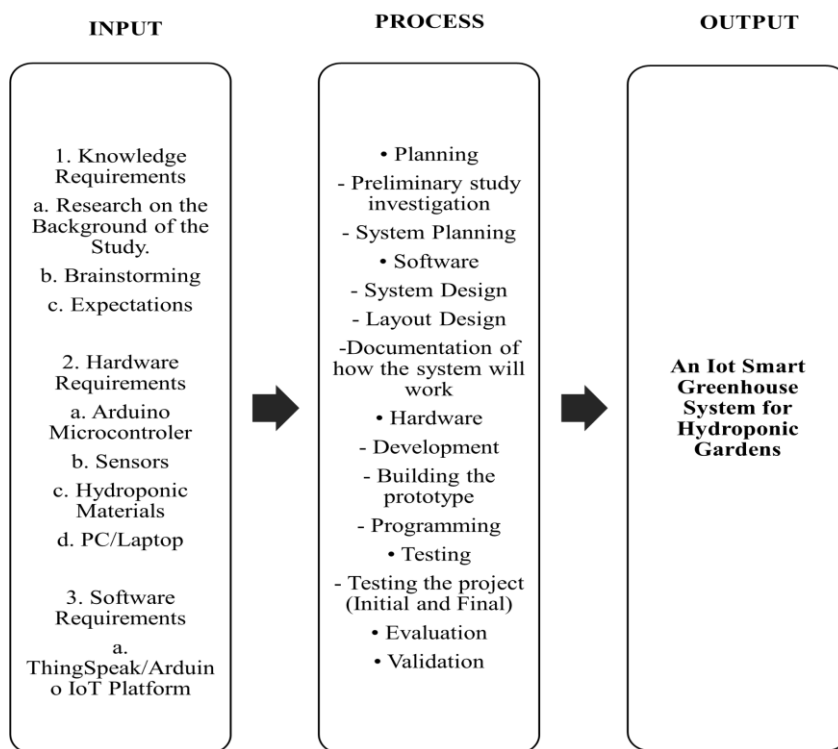 INPUT
1. Knowledge
Requirements
a. Research on the
Background of the
Study.
b. Brainstorming
c. Expectations
2. Hardware
Requirements
a. Arduino
Microcontroler
b. Sensors
c. Hydroponic
Materials
d. PC/Laptop
3. Software
Requirements
a.
ThingSpeak/Arduin
o IoT Platform
PROCESS
• Planning
- Preliminary study
investigation
- System Planning
• Software
- System Design
- Layout Design
-Documentation of
how the system will
work
• Hardware
- Development
- Building the
prototype
- Programming
• Testing
- Testing the project
(Initial and Final)
• Evaluation
• Validation
OUTPUT
An Iot Smart
Greenhouse
System for
Hydroponic
Gardens